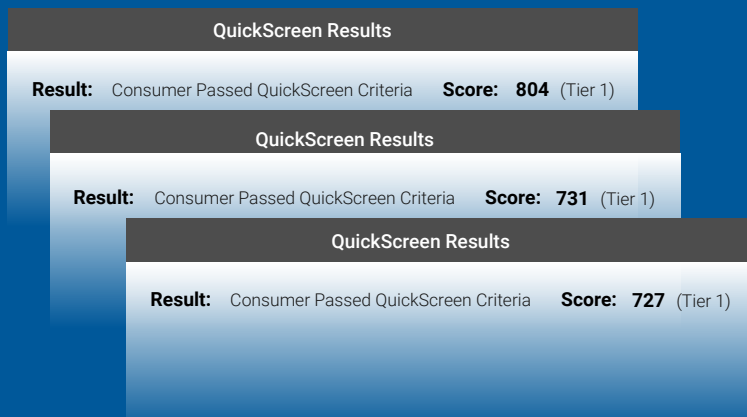 QuickScreen Results
Result: Consumer Passed QuickScreen Criteria Score: 804 (Tier 1)
QuickScreen Results
Result: Consumer Passed QuickScreen Criteria Score: 731 (Tier 1)
QuickScreen Results
Result: Consumer Passed QuickScreen Criteria Score: 727 (Tier 1)